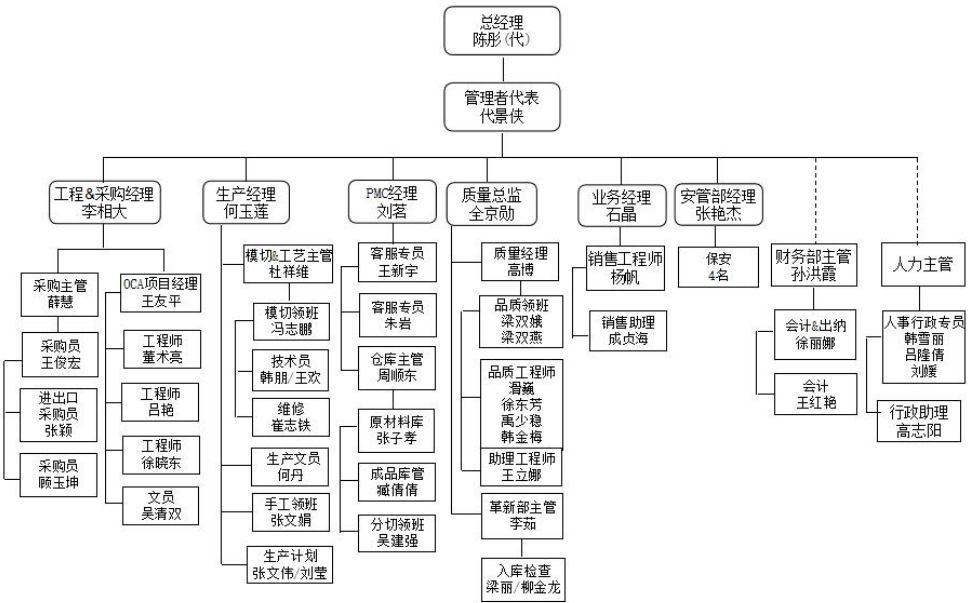 总经理
陈彤(代)
管理者代表
代景侠
工程&采购经理
李相大
采购主管
薛慧
采购员
王俊宏
进出口
采购员
张颖
采购员
顾玉坤
OCA项目经理
王友平
工程师
董术亮
工程师
吕艳
工程师
徐晓东
文员
吴清双
生产经理
何玉莲
模切&工艺主管
杜祥维
模切领班
冯志鹏
技术员
韩朋/王欢
维修
崔志铁
生产文员
何丹
手工领班
张文娟
生产计划
张文伟/刘莹
PMC经理
刘茗
客服专员
王新宇
客服专员
朱岩
仓库主管
周顺东
原材料库
张子孝
成品库管
臧倩倩
分切领班
吴建强
质量总监
全京勋
质量经理
高博
品质领班
梁双娥
梁双燕
品质工程师
滑巍
徐东芳
禹少稳
韩金梅
助理工程师
王立娜
革新部主管
李茹
入库检查
梁丽/柳金龙
业务经理
石晶
销售工程师
杨帆
销售助理
成贞海
安管部经理
张艳杰
保安
4名
财务部主管
孙洪霞
会计&出纳
徐丽娜
会计
王红艳
人力主管
人事行政专员
韩雪丽
吕隆倩
刘媛
行政助理
高志阳